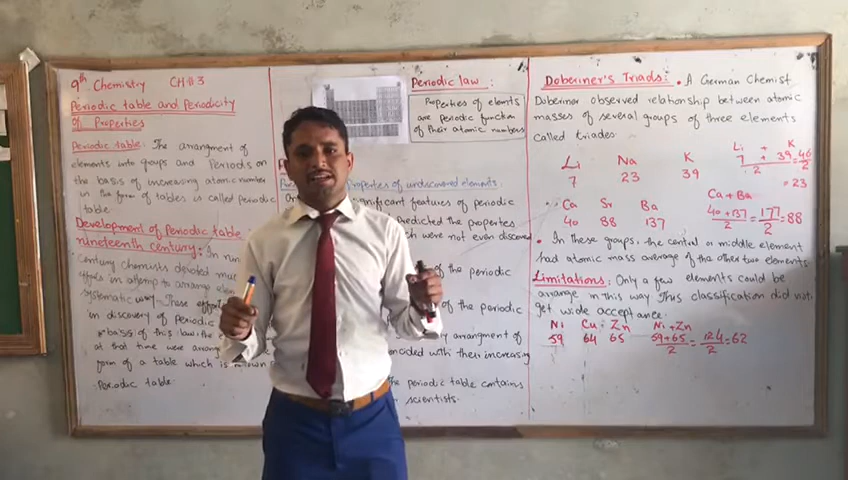 9th Chemistry CH#3
Periodic table and Periodicity
of Properties
Periodic table: The arrangment of
elements into groups and Periods on
the basis of increasing atomic number
in the form of tables is called periodic
table.
Development of Periodic table
nineteenth century: In
Century chemists devoted
efforts in attempt to arrange
systematic way. These
in discovery of periodic
basis of this law the
at that time were
form of a table which is
Periodic table.
Periodic law
Properties of elemts
are periodic function
of their atomic numbers
Properties of undiscovered elements.
significant features of periodic
Predicted the properties
which were not even discovered
of the periodic
of the periodic
arrangment of
with their increasing
the periodic table contains
scientists.
Doberiner's Triads: • A German Chemist
Doberiner observed relationship between atomic
masses of several groups of three elements
called triades.
Li Na K
7 23 39
Li K
7 + 39 = 46
2 2
= 23
Ca Sr Ba
40 88 137
Ca + Ba
40 + 137 = 177 = 88
2 2
• In these groups, the central or middle element
had atomic mass average of the other two elements
Limitations: Only a few elements could be
arrange in this way. This classification did not
get wide acceptance.
Ni Cu Zn Ni + Zn
59 64 65 59+65 = 124 = 62
2 2